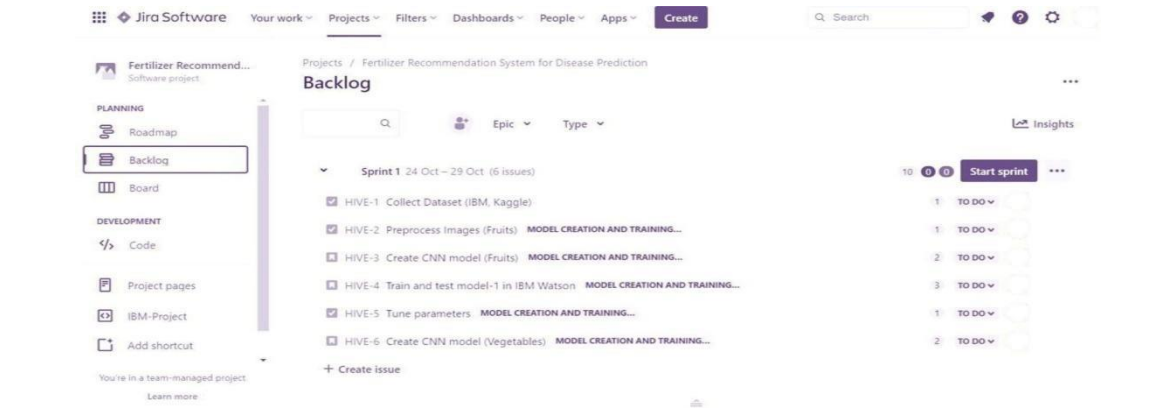 Jira Software Your work Projects Filters Dashboards People Apps Create Search
Fertilizer Recommend...
Software project
PLANNING
Roadmap
Backlog
Board
DEVELOPMENT
Code
Project pages
IBM-Project
Add shortcut
You're in a team-managed project
Learn more
Projects / Fertilizer Recommendation System for Disease Prediction
Backlog
Epic Type Insights
Sprint 1 24 Oct – 29 Oct (6 issues) 10 0 0 Start sprint
HIVE-1 Collect Dataset (IBM, Kaggle) 1 TO DO
HIVE-2 Preprocess Images (Fruits) MODEL CREATION AND TRAINING... 1 TO DO
HIVE-3 Create CNN model (Fruits) MODEL CREATION AND TRAINING... 2 TO DO
HIVE-4 Train and test model-1 in IBM Watson MODEL CREATION AND TRAINING... 3 TO DO
HIVE-5 Tune parameters MODEL CREATION AND TRAINING... 1 TO DO
HIVE-6 Create CNN model (Vegetables) MODEL CREATION AND TRAINING... 2 TO DO
+ Create issue